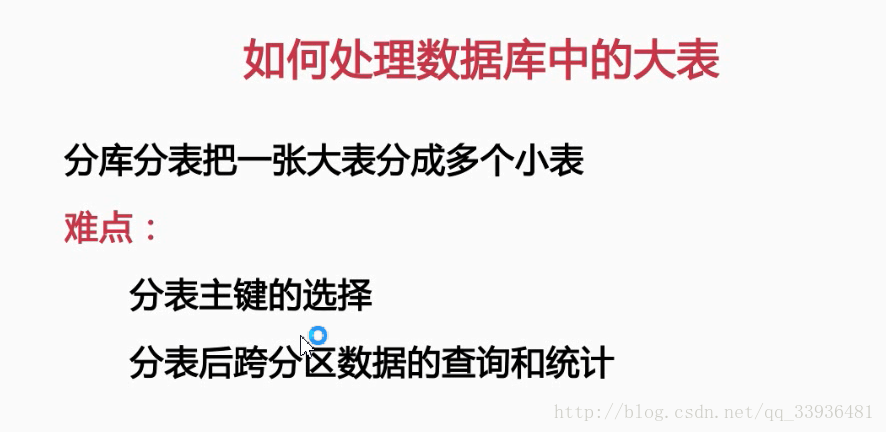 如何处理数据库中的大表
分库分表把一张大表分成多个小表
难点：
分表主键的选择
分表后跨分区数据的查询和统计
http://blog.csdn.net/qq_33936481